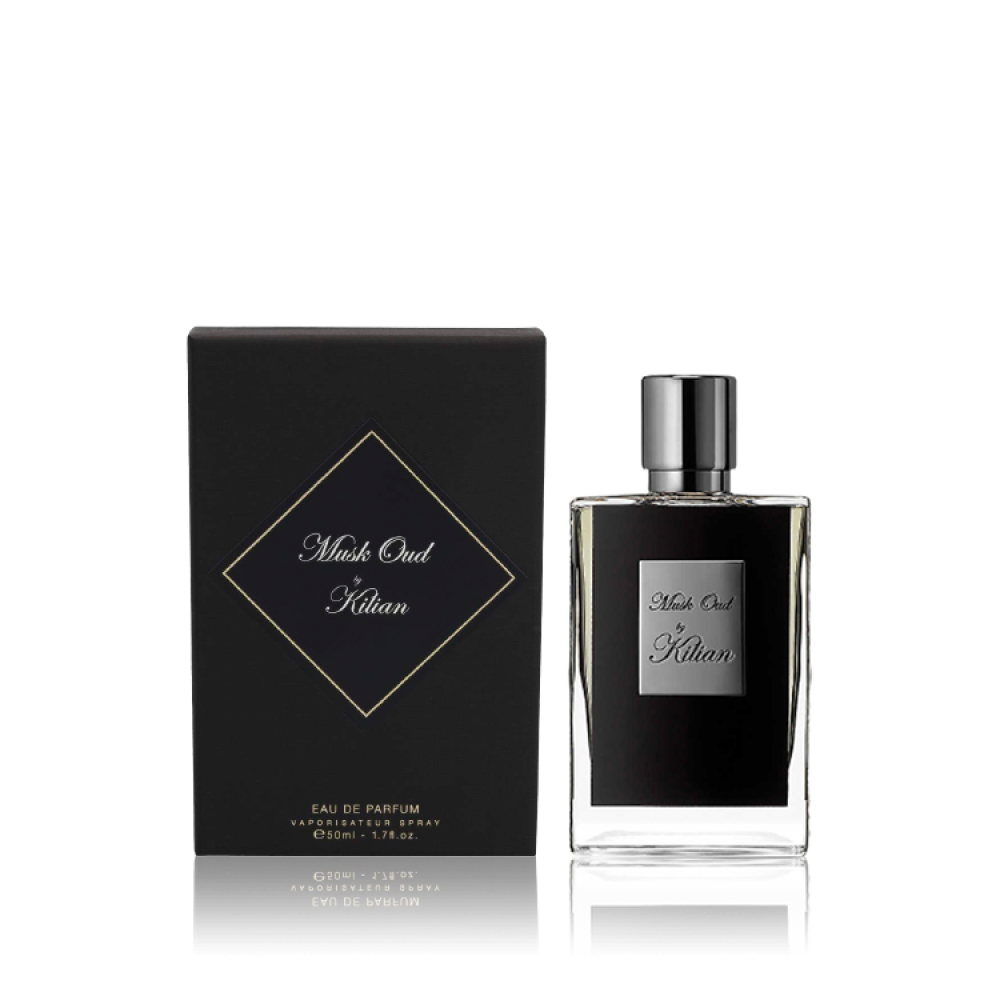 Musk Oud
by
Kilian
EAU DE PARFUM
VAPORISATEUR SPRAY
℮50ml - 1.7fl.oz.
Musk Oud
by
Kilian